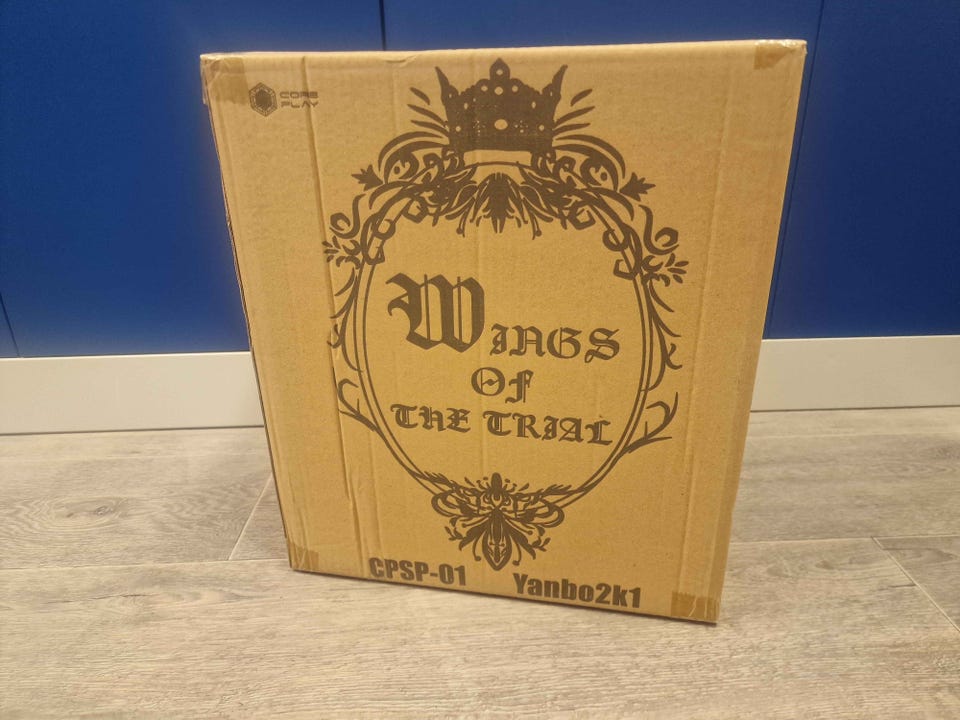 CORE
PLAY
WINGS
OF
THE TRIAL
CPSP-01 Yanbo2k1